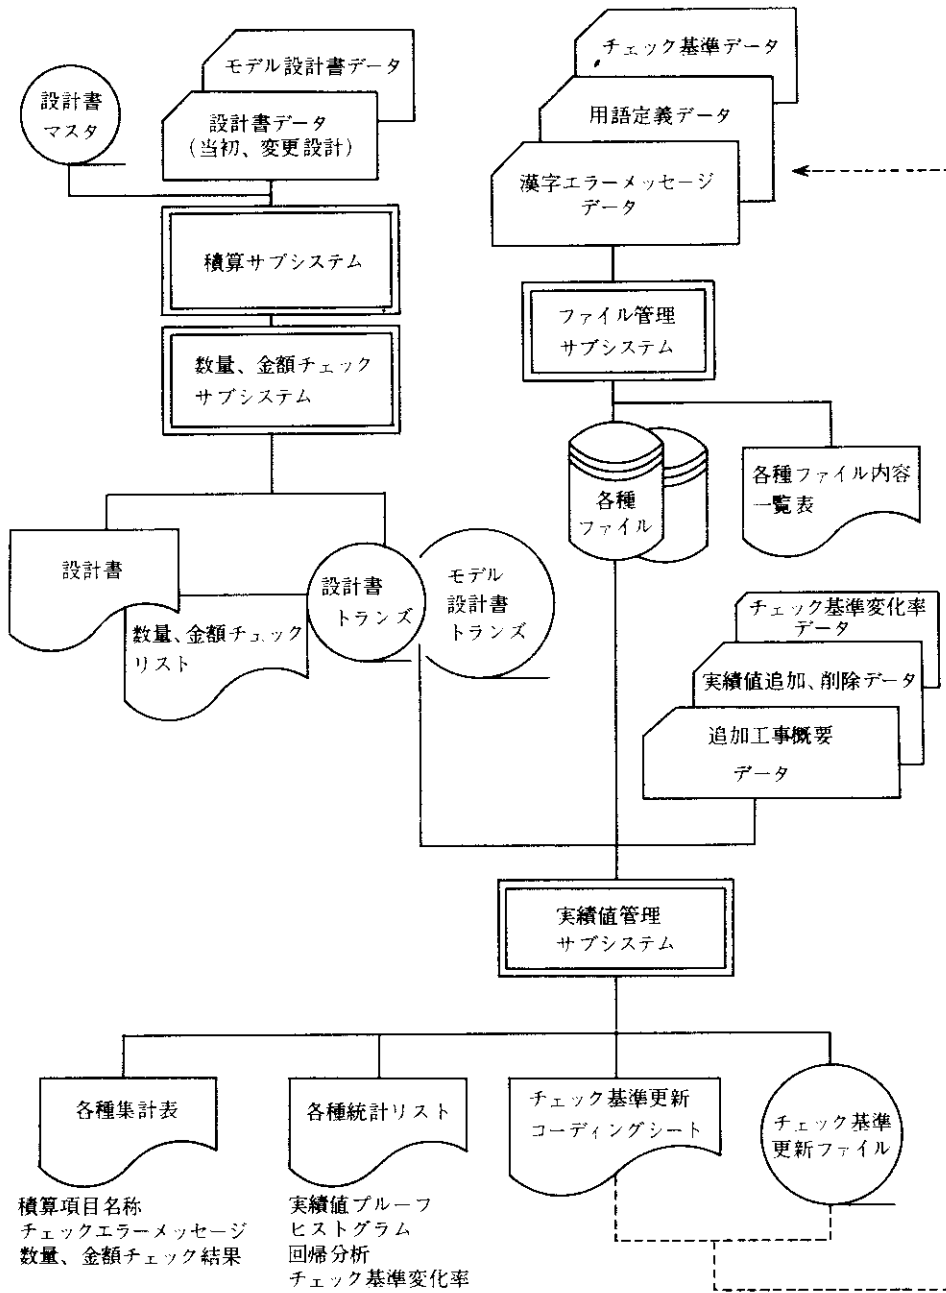 モデル設計書データ
設計書
マスタ
設計書データ
（当初、変更設計）
積算サブシステム
数量、金額チェック
サブシステム
設計書
数量、金額チェック
リスト
設計書
トランズ
モデル
設計書
トランズ
チェック基準データ
用語定義データ
漢字エラーメッセージ
データ
ファイル管理
サブシステム
各種
ファイル
各種ファイル内容
一覧表
チェック基準変化率
データ
実績値追加、削除データ
追加工事概要
データ
実績値管理
サブシステム
各種集計表
積算項目名称
チェックエラーメッセージ
数量、金額チェック結果
各種統計リスト
実績値プルーフ
ヒストグラム
回帰分析
チェック基準変化率
チェック基準更新
コーディングシート
チェック基準
更新ファイル